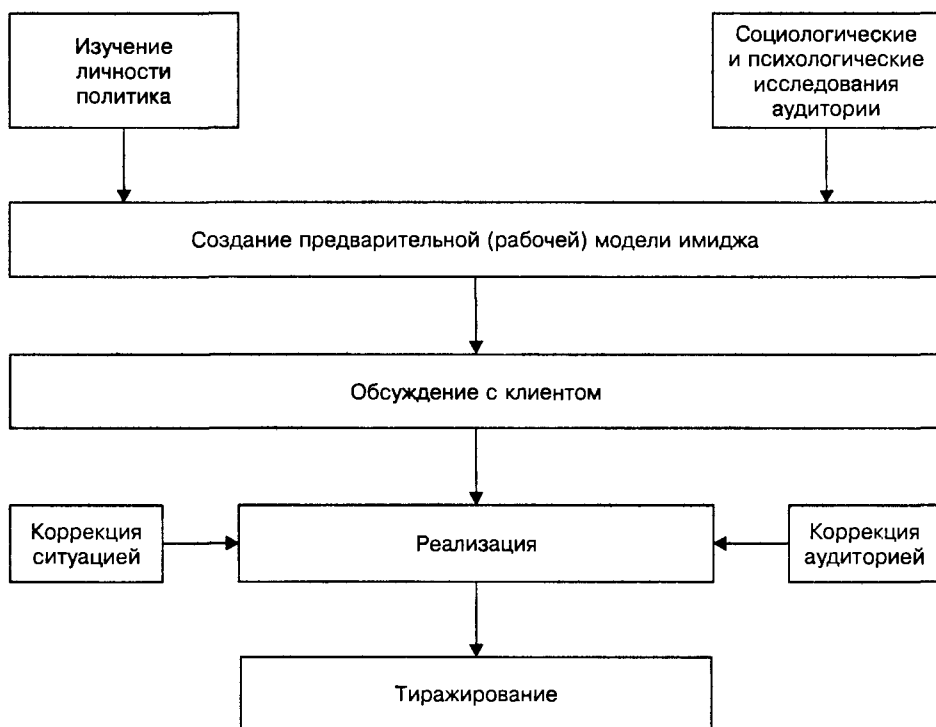 Изучение
личности
политика
Социологические
и психологические
исследования
аудитории
Создание предварительной (рабочей) модели имиджа
Обсуждение с клиентом
Коррекция
ситуацией
Реализация
Коррекция
аудиторией
Тиражирование